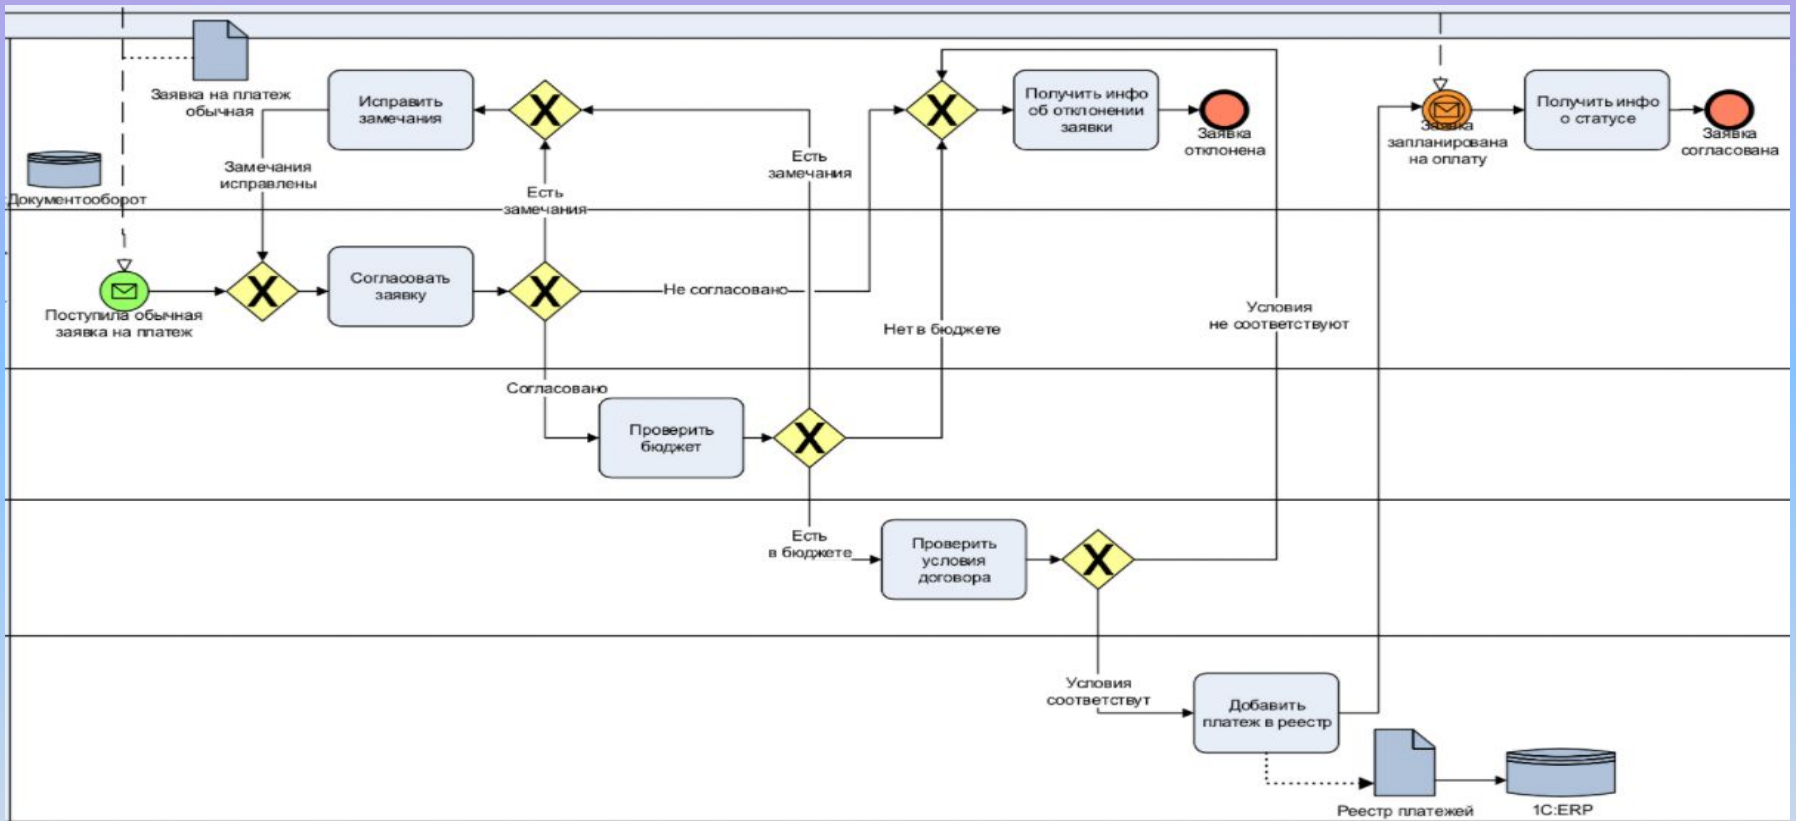 Заявка на платеж
обычная
Документооборот
Исправить
замечания
Замечания
исправлены
Есть
замечания
Есть
замечания
Получить инфо
об отклонении
заявки
Заявка
отклонена
Заявка
запланирована
на оплату
Получить инфо
о статусе
Заявка
согласована
Поступила обычная
заявка на платеж
Согласовать
заявку
Не согласовано
Нет в бюджете
Условия
не соответствуют
Согласовано
Проверить
бюджет
Есть
в бюджете
Проверить
условия
договора
Условия
соответствут
Добавить
платеж в реестр
Реестр платежей
1С:ERP